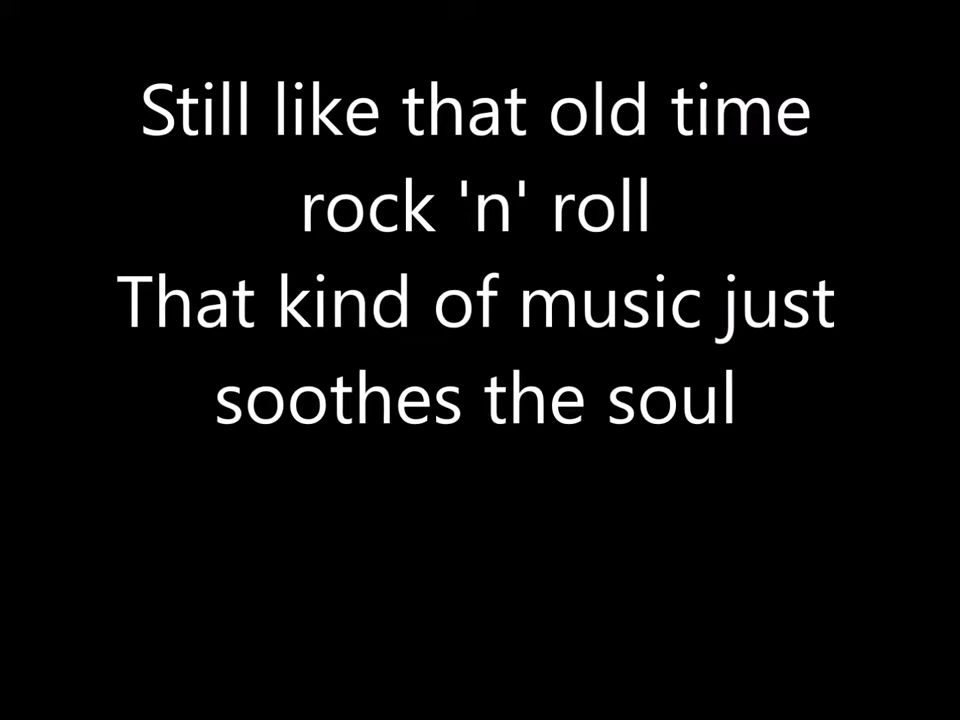 Still like that old time
rock 'n' roll
That kind of music just
soothes the soul